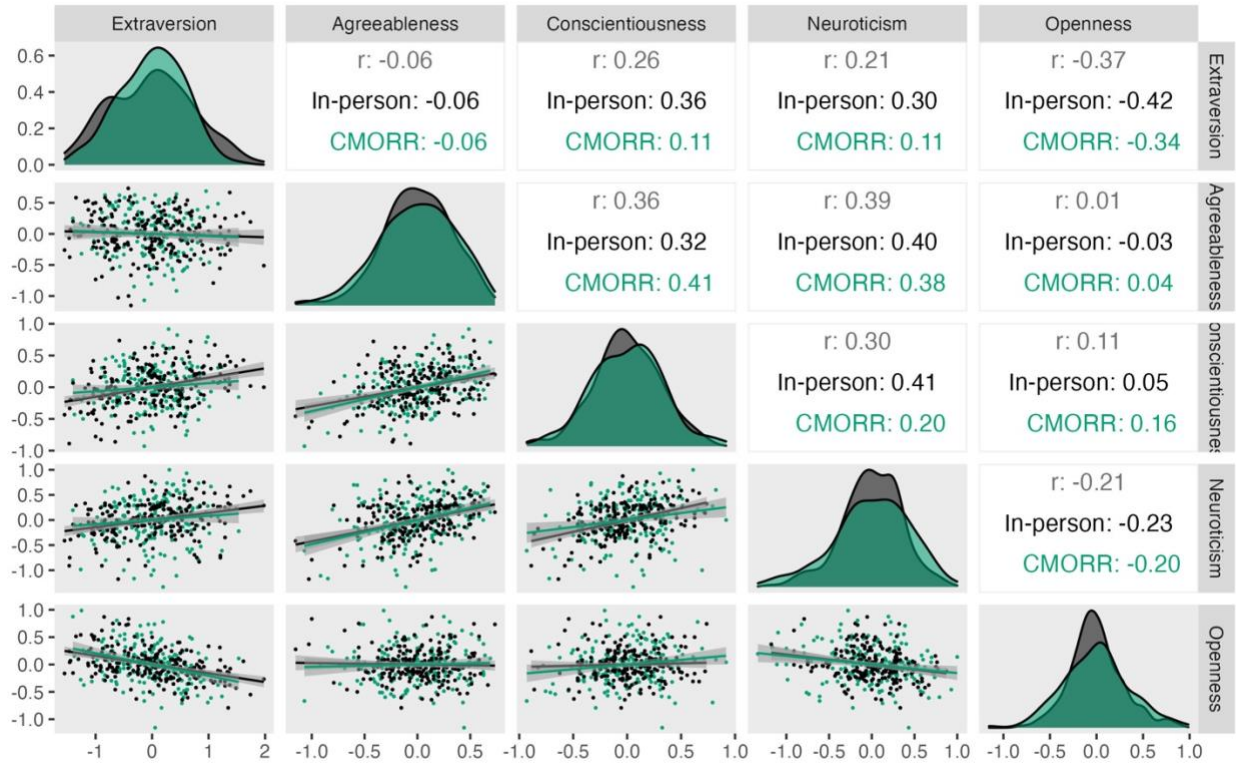 Extraversion
Agreeableness
Conscientiousness
Neuroticism
Openness
0.6
0.4
0.2
0.0
r: -0.06
In-person: -0.06
CMORR: -0.06
r: 0.26
In-person: 0.36
CMORR: 0.11
r: 0.21
In-person: 0.30
CMORR: 0.11
r: -0.37
In-person: -0.42
CMORR: -0.34
Extraversion
0.5
0.0
-0.5
-1.0
r: 0.36
In-person: 0.32
CMORR: 0.41
r: 0.39
In-person: 0.40
CMORR: 0.38
r: 0.01
In-person: -0.03
CMORR: 0.04
Agreeableness
1.0
0.5
0.0
-0.5
-1.0
r: 0.30
In-person: 0.41
CMORR: 0.20
r: 0.11
In-person: 0.05
CMORR: 0.16
onscientiousnes
1.0
0.5
0.0
-0.5
-1.0
r: -0.21
In-person: -0.23
CMORR: -0.20
Neuroticism
1.0
0.5
0.0
-0.5
-1.0
Openness
-1 0 1 2
-1.0 -0.5 0.0 0.5
-1.0 -0.5 0.0 0.5 1.0
-1.0 -0.5 0.0 0.5 1.0
-1.0 -0.5 0.0 0.5 1.0